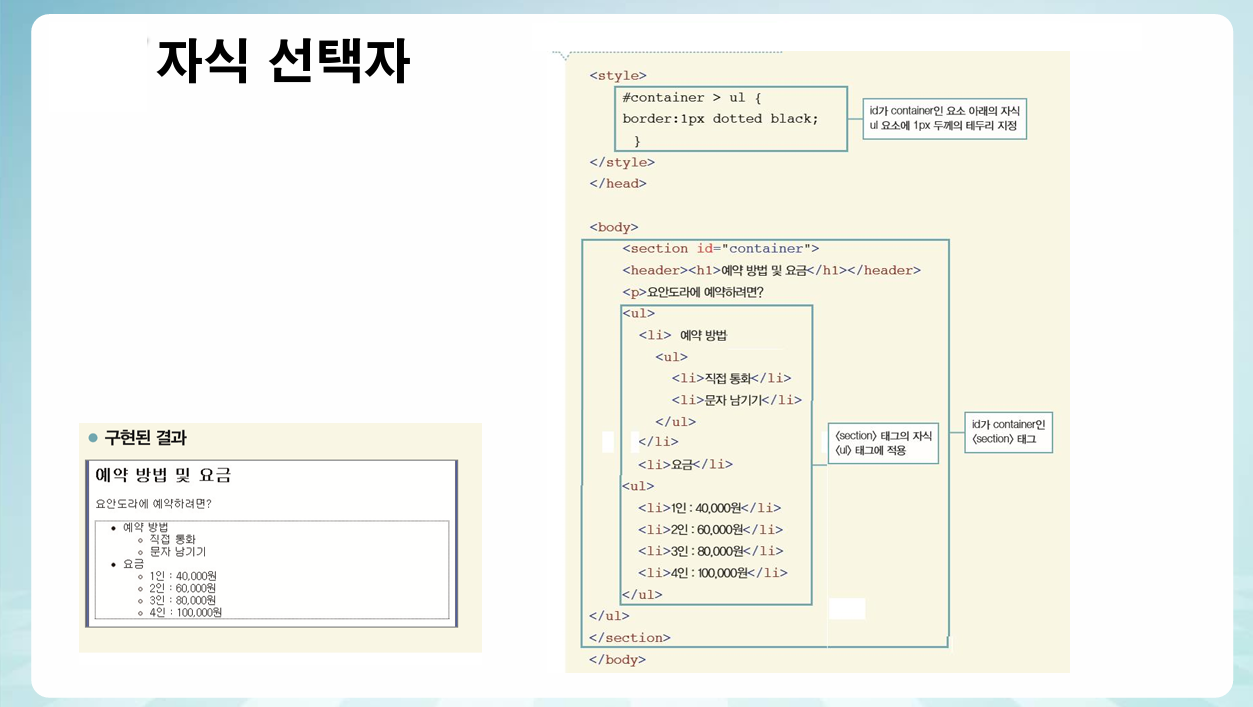 자식 선택자
<style>
#container > ul {
border:1px dotted black;
}
</style>
</head>
id가 container인 요소 아래의 자식
ul 요소에 1px 두께의 테두리 지정
<body>
<section id="container">
<header><h1>예약 방법 및 요금</h1></header>
<p>요안도라에 예약하려면?
<ul>
<li> 예약 방법
<ul>
<li>직접 통화</li>
<li>문자 남기기</li>
</ul>
</li>
<li>요금</li>
<ul>
<li>1인 : 40,000원</li>
<li>2인 : 60,000원</li>
<li>3인 : 80,000원</li>
<li>4인 : 100,000원</li>
</ul>
</ul>
</section>
</body>
〈section〉 태그의 자식
〈ul〉 태그에 적용
id가 container인
〈section〉 태그
● 구현된 결과
예약 방법 및 요금
요안도라에 예약하려면?
• 예약 방법
◦ 직접 통화
◦ 문자 남기기
• 요금
◦ 1인 : 40,000원
◦ 2인 : 60,000원
◦ 3인 : 80,000원
◦ 4인 : 100,000원